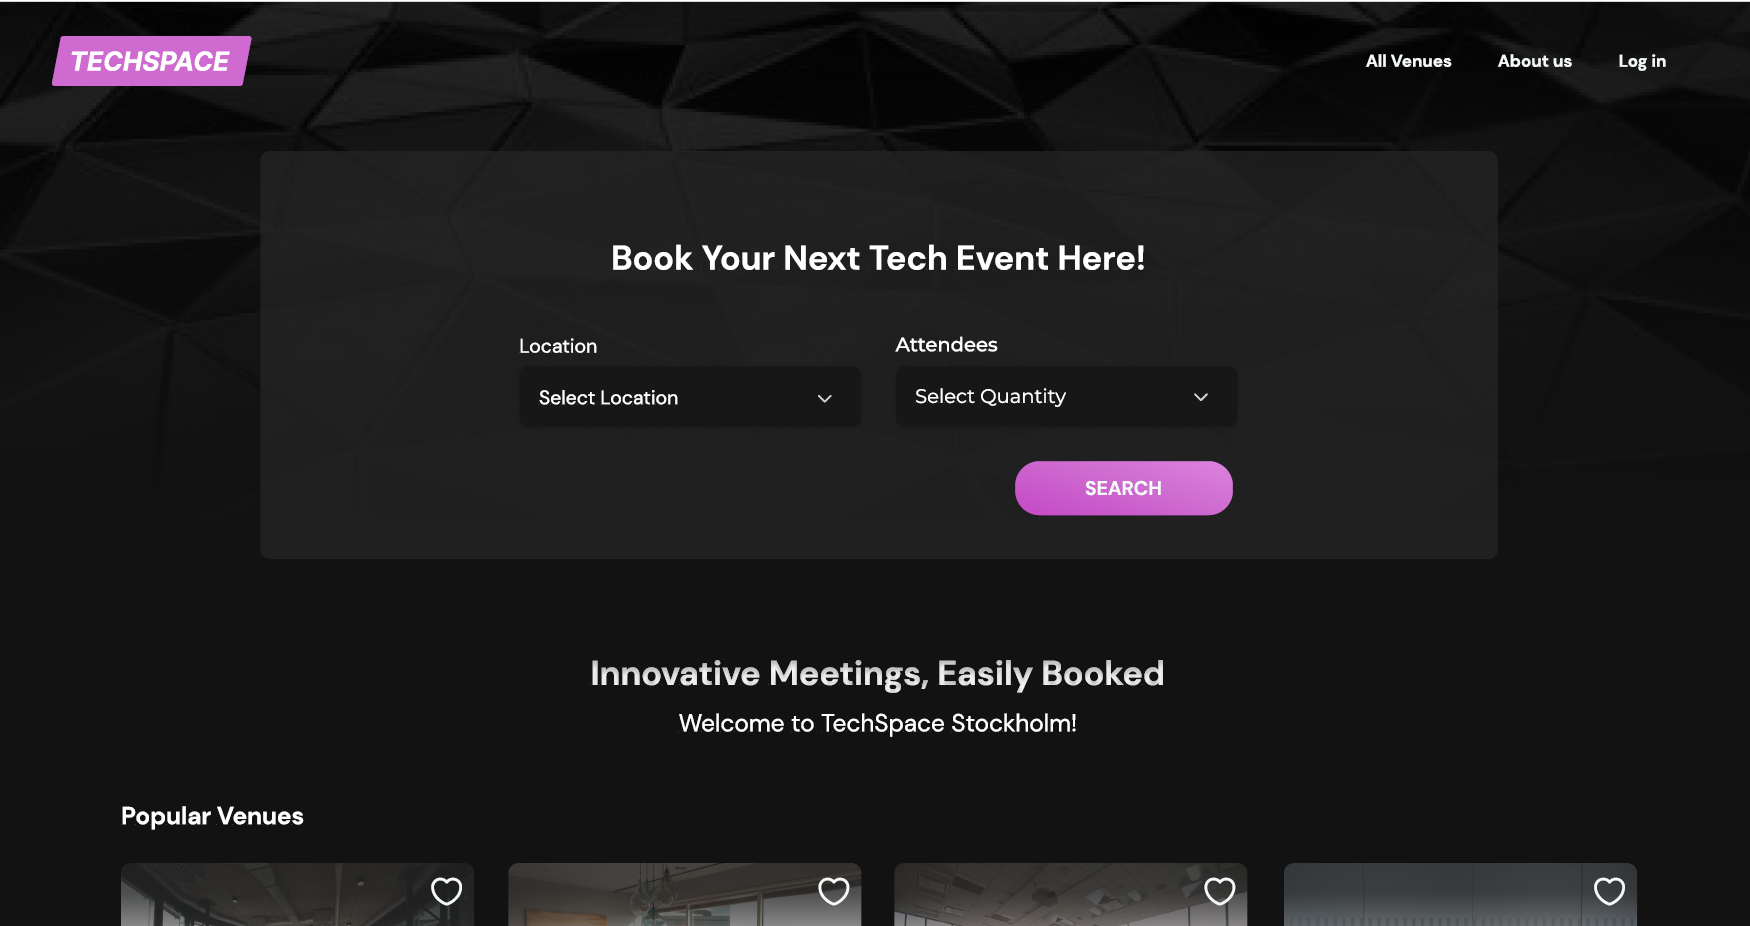 TECHSPACE
All Venues
About us
Log in
Book Your Next Tech Event Here!
Location
Attendees
Select Location
Select Quantity
SEARCH
Innovative Meetings, Easily Booked
Welcome to TechSpace Stockholm!
Popular Venues